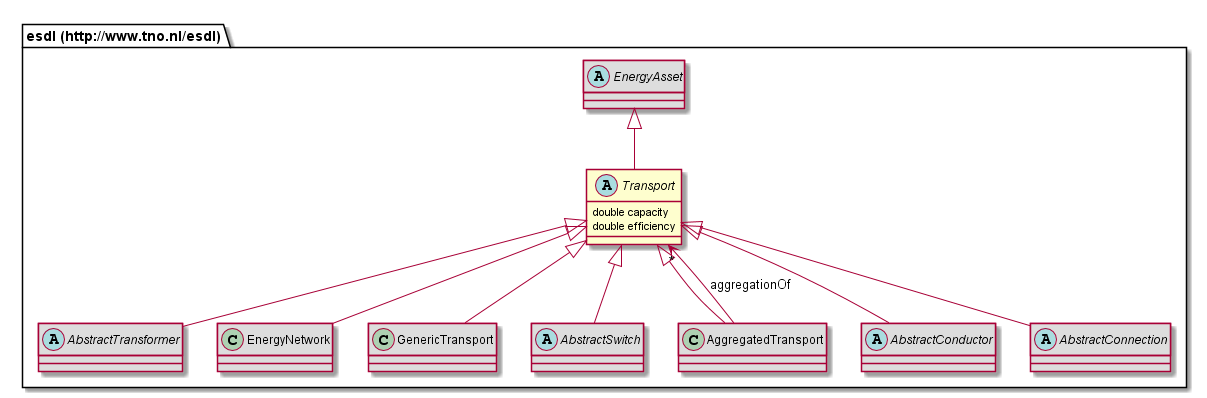 esdl (http://www.tno.nl/esdl)
A EnergyAsset
A Transport
double capacity
double efficiency
aggregationOf
A AbstractTransformer
C EnergyNetwork
C GenericTransport
A AbstractSwitch
C AggregatedTransport
A AbstractConductor
A AbstractConnection